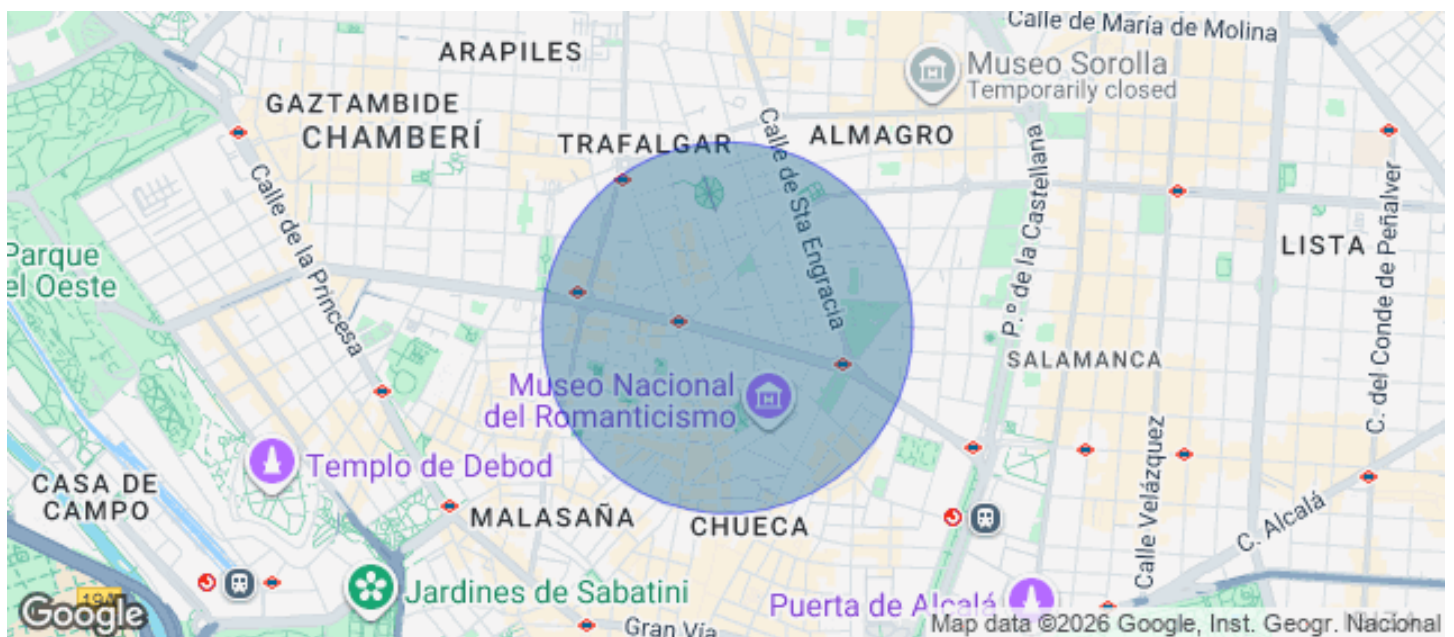 Calle de María de Molina
ARAPILES
Museo Sorolla
Temporarily closed
GAZTAMBIDE
CHAMBERÍ
TRAFALGAR
ALMAGRO
Calle de Sta Engracia
P.º de la Castellana
C. del Conde de Peñalver
Calle de la Princesa
Parque
el Oeste
LISTA
SALAMANCA
Museo Nacional
del Romanticismo
Calle Velázquez
Templo de Debod
CASA DE
CAMPO
MALASAÑA
CHUECA
C. Alcalá
Jardines de Sabatini
Puerta de Alcalá
Gran Vía
Google
Map data ©2026 Google, Inst. Geogr. Nacional